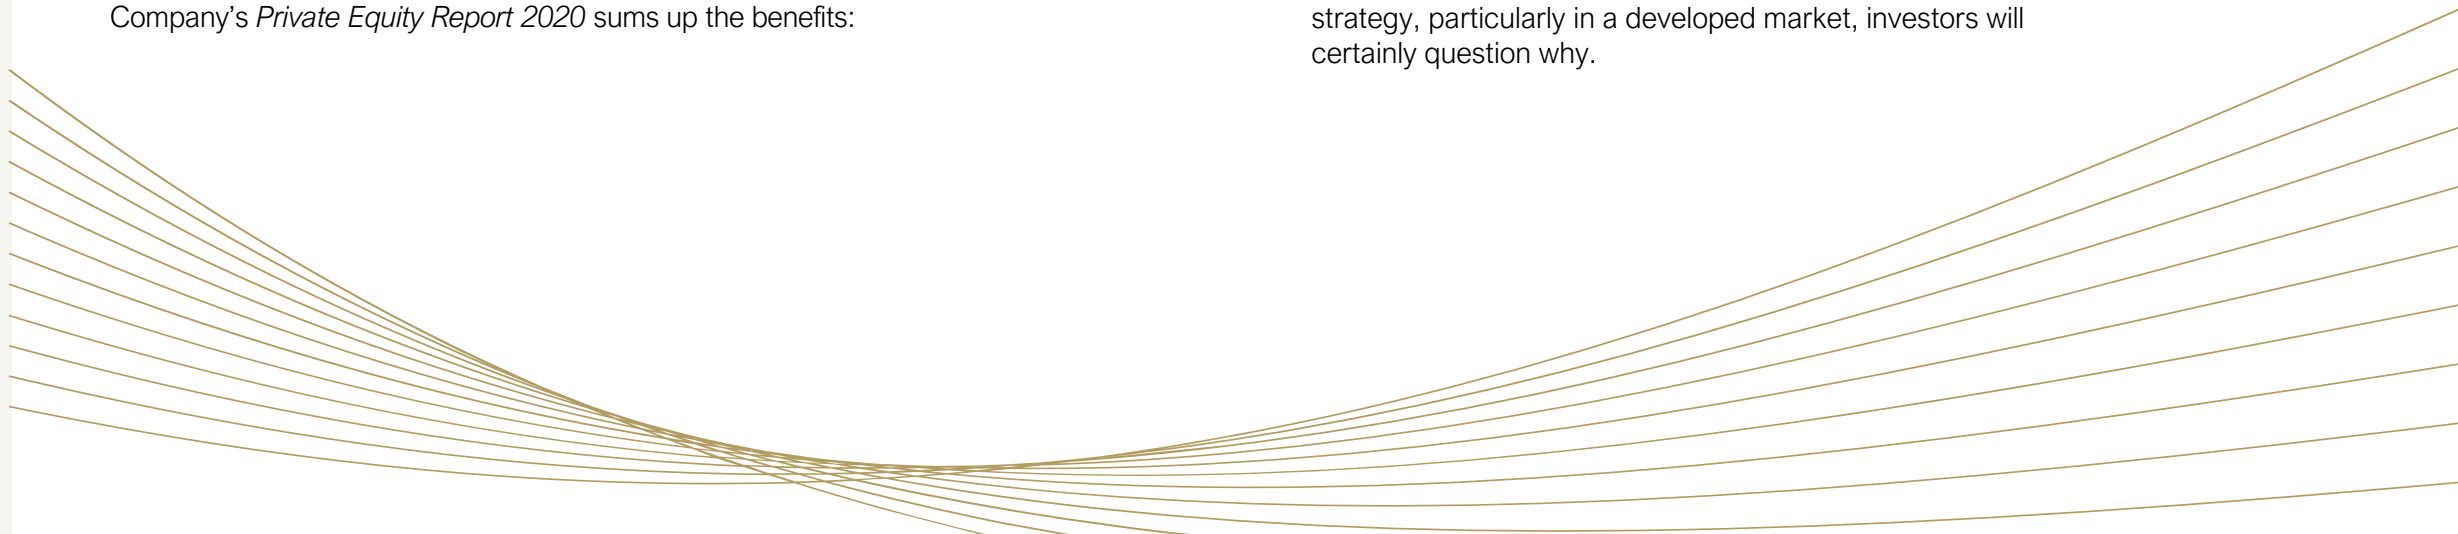 Company’s Private Equity Report 2020 sums up the benefits:
strategy, particularly in a developed market, investors will
certainly question why.